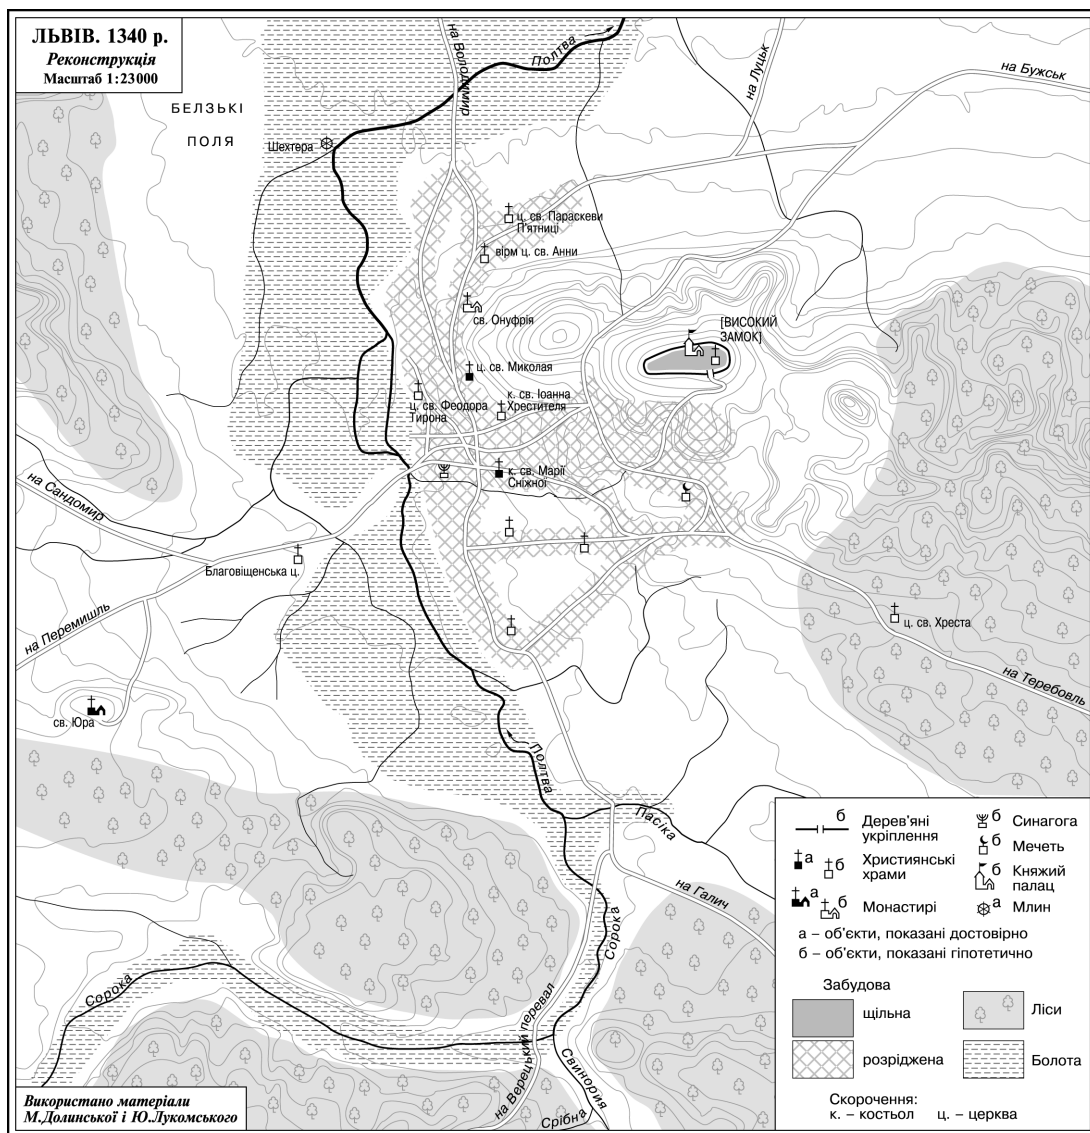 ЛЬВІВ. 1340 р.
Реконструкція
Масштаб 1:23000
на Володимир
Полтва
на Луцьк
на Бужськ
БЕЛЗЬКІ
ПОЛЯ
Шехтера
ц. св. Параскеви
П'ятниці
вірм ц. св. Анни
св. Онуфрія
[ВИСОКИЙ
ЗАМОК]
ц. св. Миколая
ц. св. Феодора
Тирона
к. св. Іоанна
Хрестителя
к. св. Марії
Сніжної
на Сандомир
Благовіщенська ц.
на Перемишль
ц. св. Хреста
на Теребовль
св. Юра
Полтва
Пасіка
на Галич
Сорока
Сорока
на Верецький перевал
Свинория
Срібна
б
Дерев'яні
укріплення
а
б
Християнські
храми
а
б
Монастирі
б
Синагога
б
Мечеть
б
Княжий
палац
а
Млин
а – об'єкти, показані достовірно
б – об'єкти, показані гіпотетично
Забудова
щільна
розріджена
Ліси
Болота
Скорочення:
к. – костьол ц. – церква
Використано матеріали
М.Долинської і Ю.Лукомського